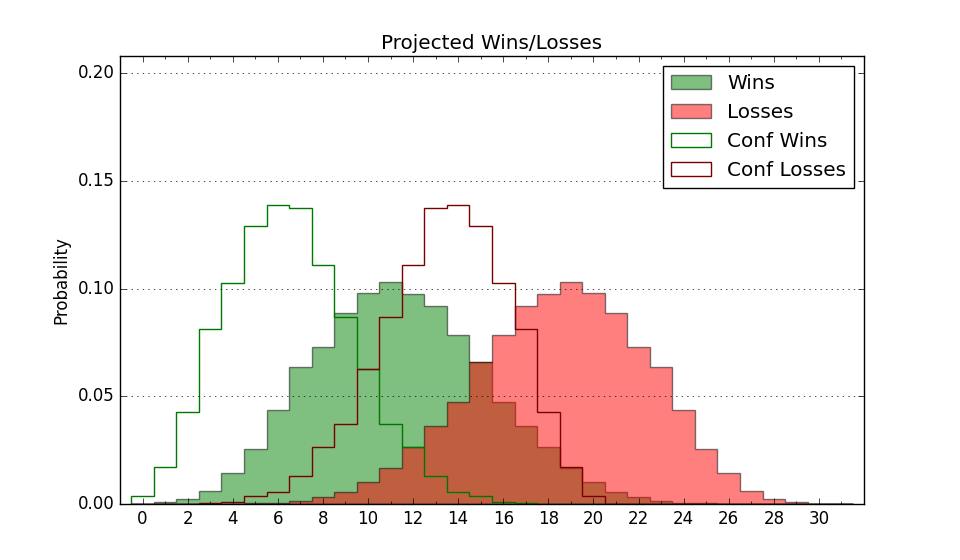 Projected Wins/Losses
0.20
0.15
0.10
0.05
0.00
Probability
Wins
Losses
Conf Wins
Conf Losses
0 2 4 6 8 10 12 14 16 18 20 22 24 26 28 30